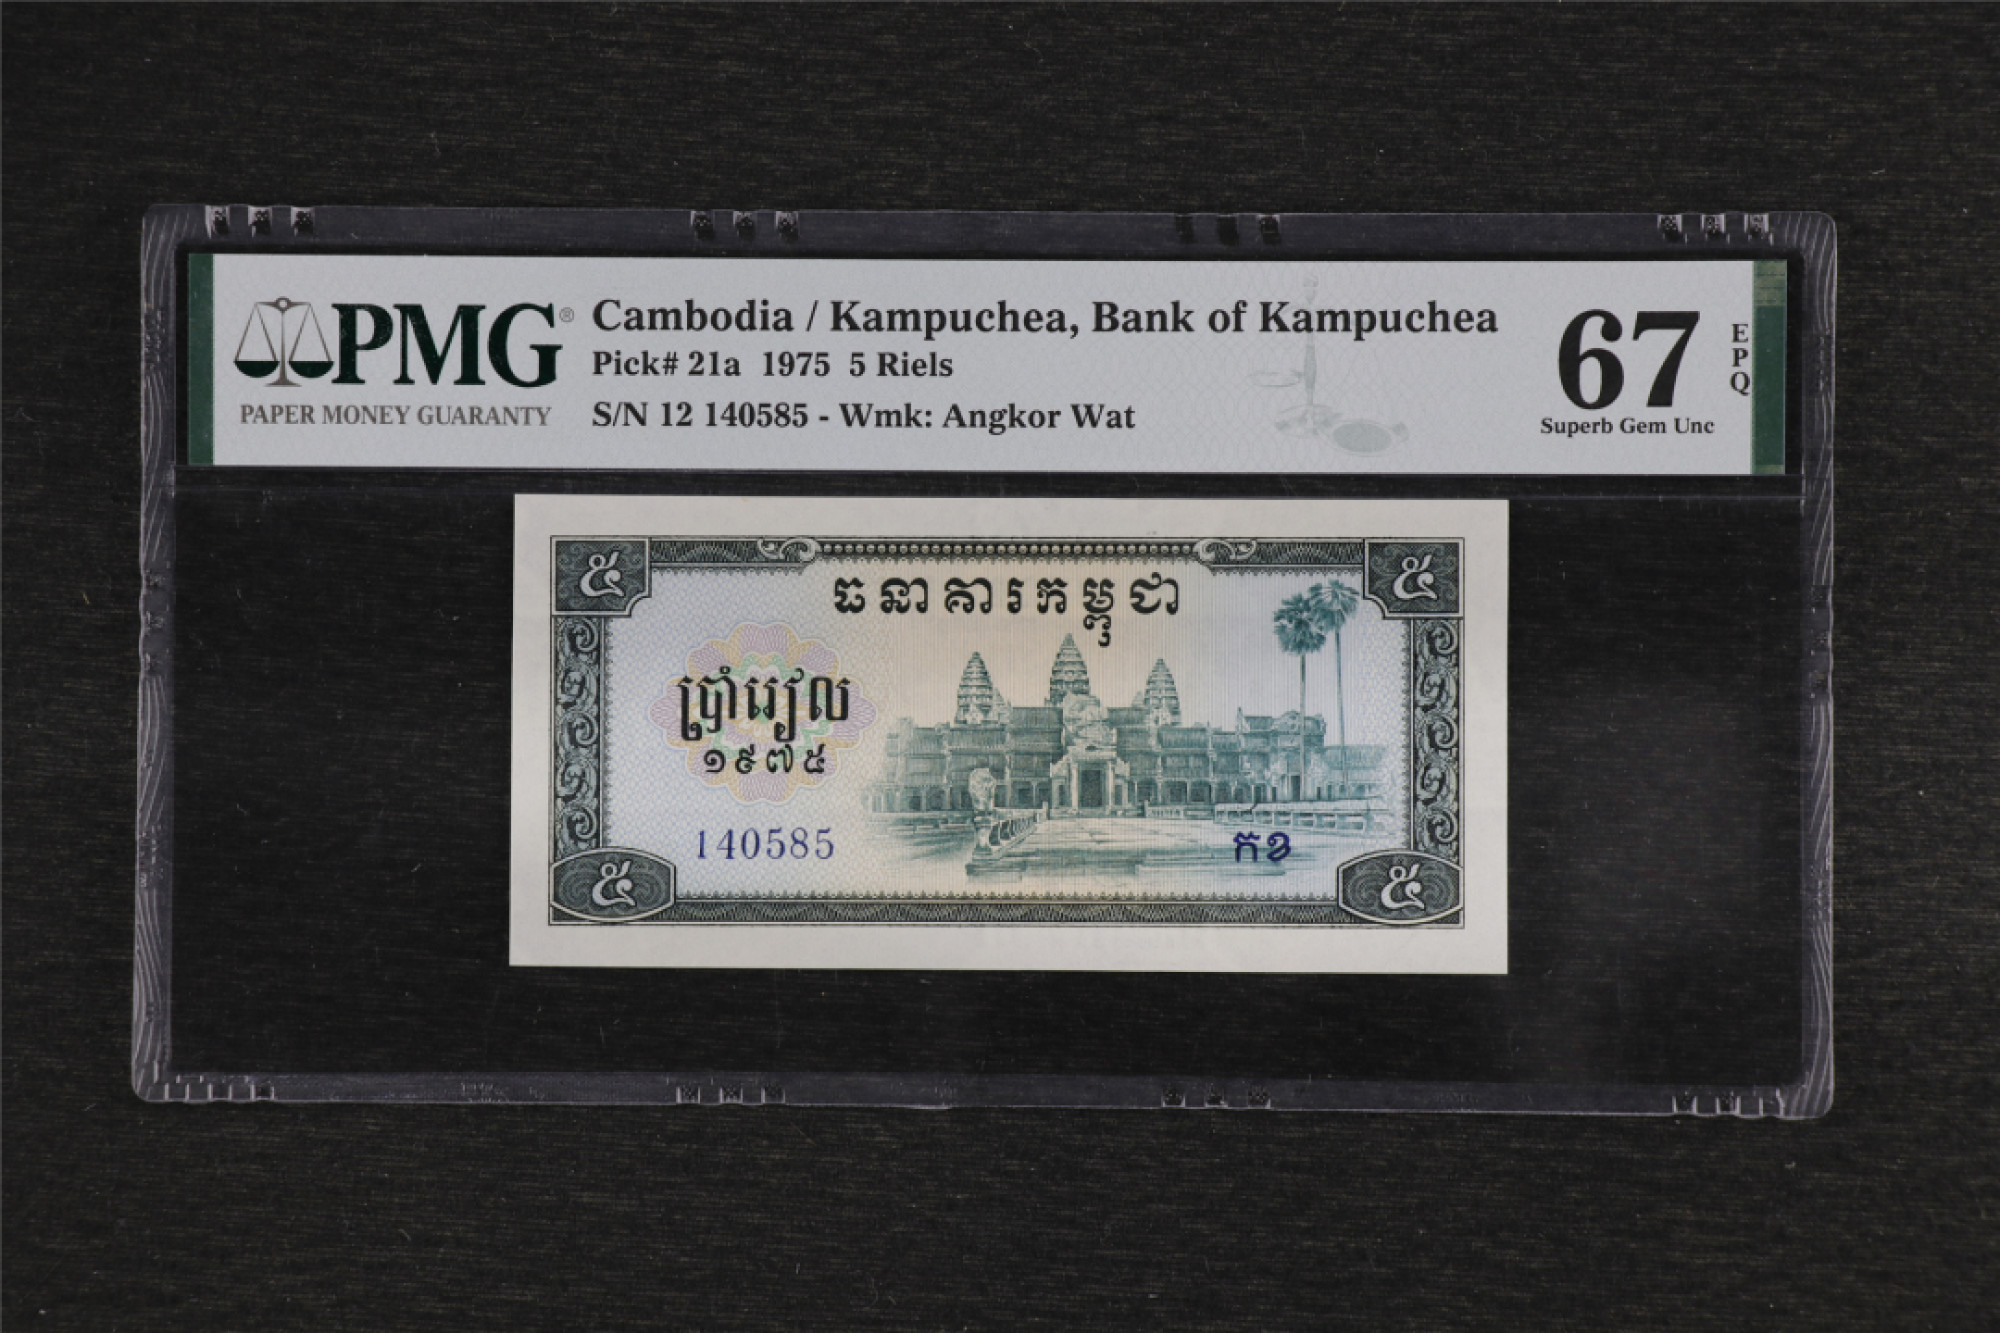 PMG®
PAPER MONEY GUARANTY
Cambodia / Kampuchea, Bank of Kampuchea
Pick# 21a 1975 5 Riels
S/N 12 140585 - Wmk: Angkor Wat
67
EPQ
Superb Gem Unc
៥ ៥
ធនាគារកម្ពុជា
ប្រាំរៀល
១៩៧៥
140585 កខ
៥ ៥